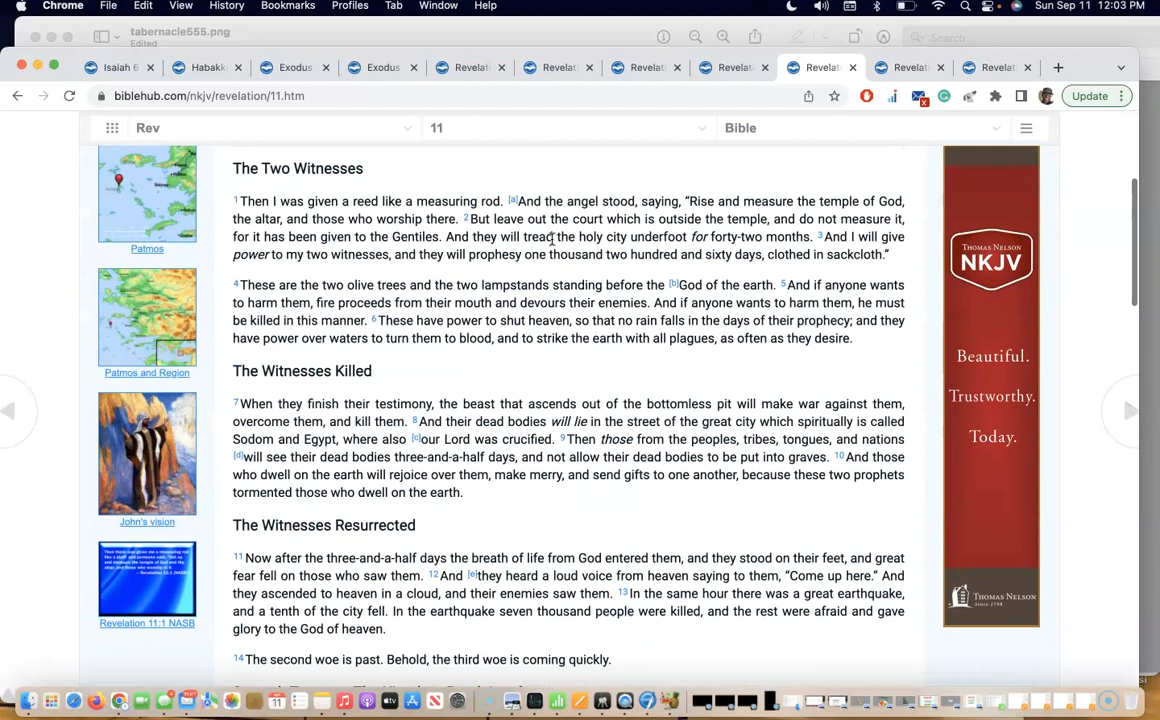 Chrome File Edit View History Bookmarks Profiles Tab Window Help Sun Sep 11 12:03 PM
tabernacle555.png
Edited
Search
Isaiah 6 Habakk Exodus Exodus Revelati Revelati Revelati Revelati Revelati Revelati Revelati
biblehub.com/nkjv/revelation/11.htm Update
Rev 11 Bible
The Two Witnesses
1Then I was given a reed like a measuring rod. [a]And the angel stood, saying, “Rise and measure the temple of God,
the altar, and those who worship there. 2But leave out the court which is outside the temple, and do not measure it,
for it has been given to the Gentiles. And they will tread the holy city underfoot for forty-two months. 3And I will give
power to my two witnesses, and they will prophesy one thousand two hundred and sixty days, clothed in sackcloth.”
4These are the two olive trees and the two lampstands standing before the [b]God of the earth. 5And if anyone wants
to harm them, fire proceeds from their mouth and devours their enemies. And if anyone wants to harm them, he must
be killed in this manner. 6These have power to shut heaven, so that no rain falls in the days of their prophecy; and they
have power over waters to turn them to blood, and to strike the earth with all plagues, as often as they desire.
The Witnesses Killed
7When they finish their testimony, the beast that ascends out of the bottomless pit will make war against them,
overcome them, and kill them. 8And their dead bodies will lie in the street of the great city which spiritually is called
Sodom and Egypt, where also [c]our Lord was crucified. 9Then those from the peoples, tribes, tongues, and nations
[d]will see their dead bodies three-and-a-half days, and not allow their dead bodies to be put into graves. 10And those
who dwell on the earth will rejoice over them, make merry, and send gifts to one another, because these two prophets
tormented those who dwell on the earth.
The Witnesses Resurrected
11Now after the three-and-a-half days the breath of life from God entered them, and they stood on their feet, and great
fear fell on those who saw them. 12And [e]they heard a loud voice from heaven saying to them, “Come up here.” And
they ascended to heaven in a cloud, and their enemies saw them. 13In the same hour there was a great earthquake,
and a tenth of the city fell. In the earthquake seven thousand people were killed, and the rest were afraid and gave
glory to the God of heaven.
14The second woe is past. Behold, the third woe is coming quickly.
Patmos
Patmos and Region
John's vision
Revelation 11:1 NASB
THOMAS NELSON
NKJV
Beautiful.
Trustworthy.
Today.
THOMAS NELSON
Since 1798